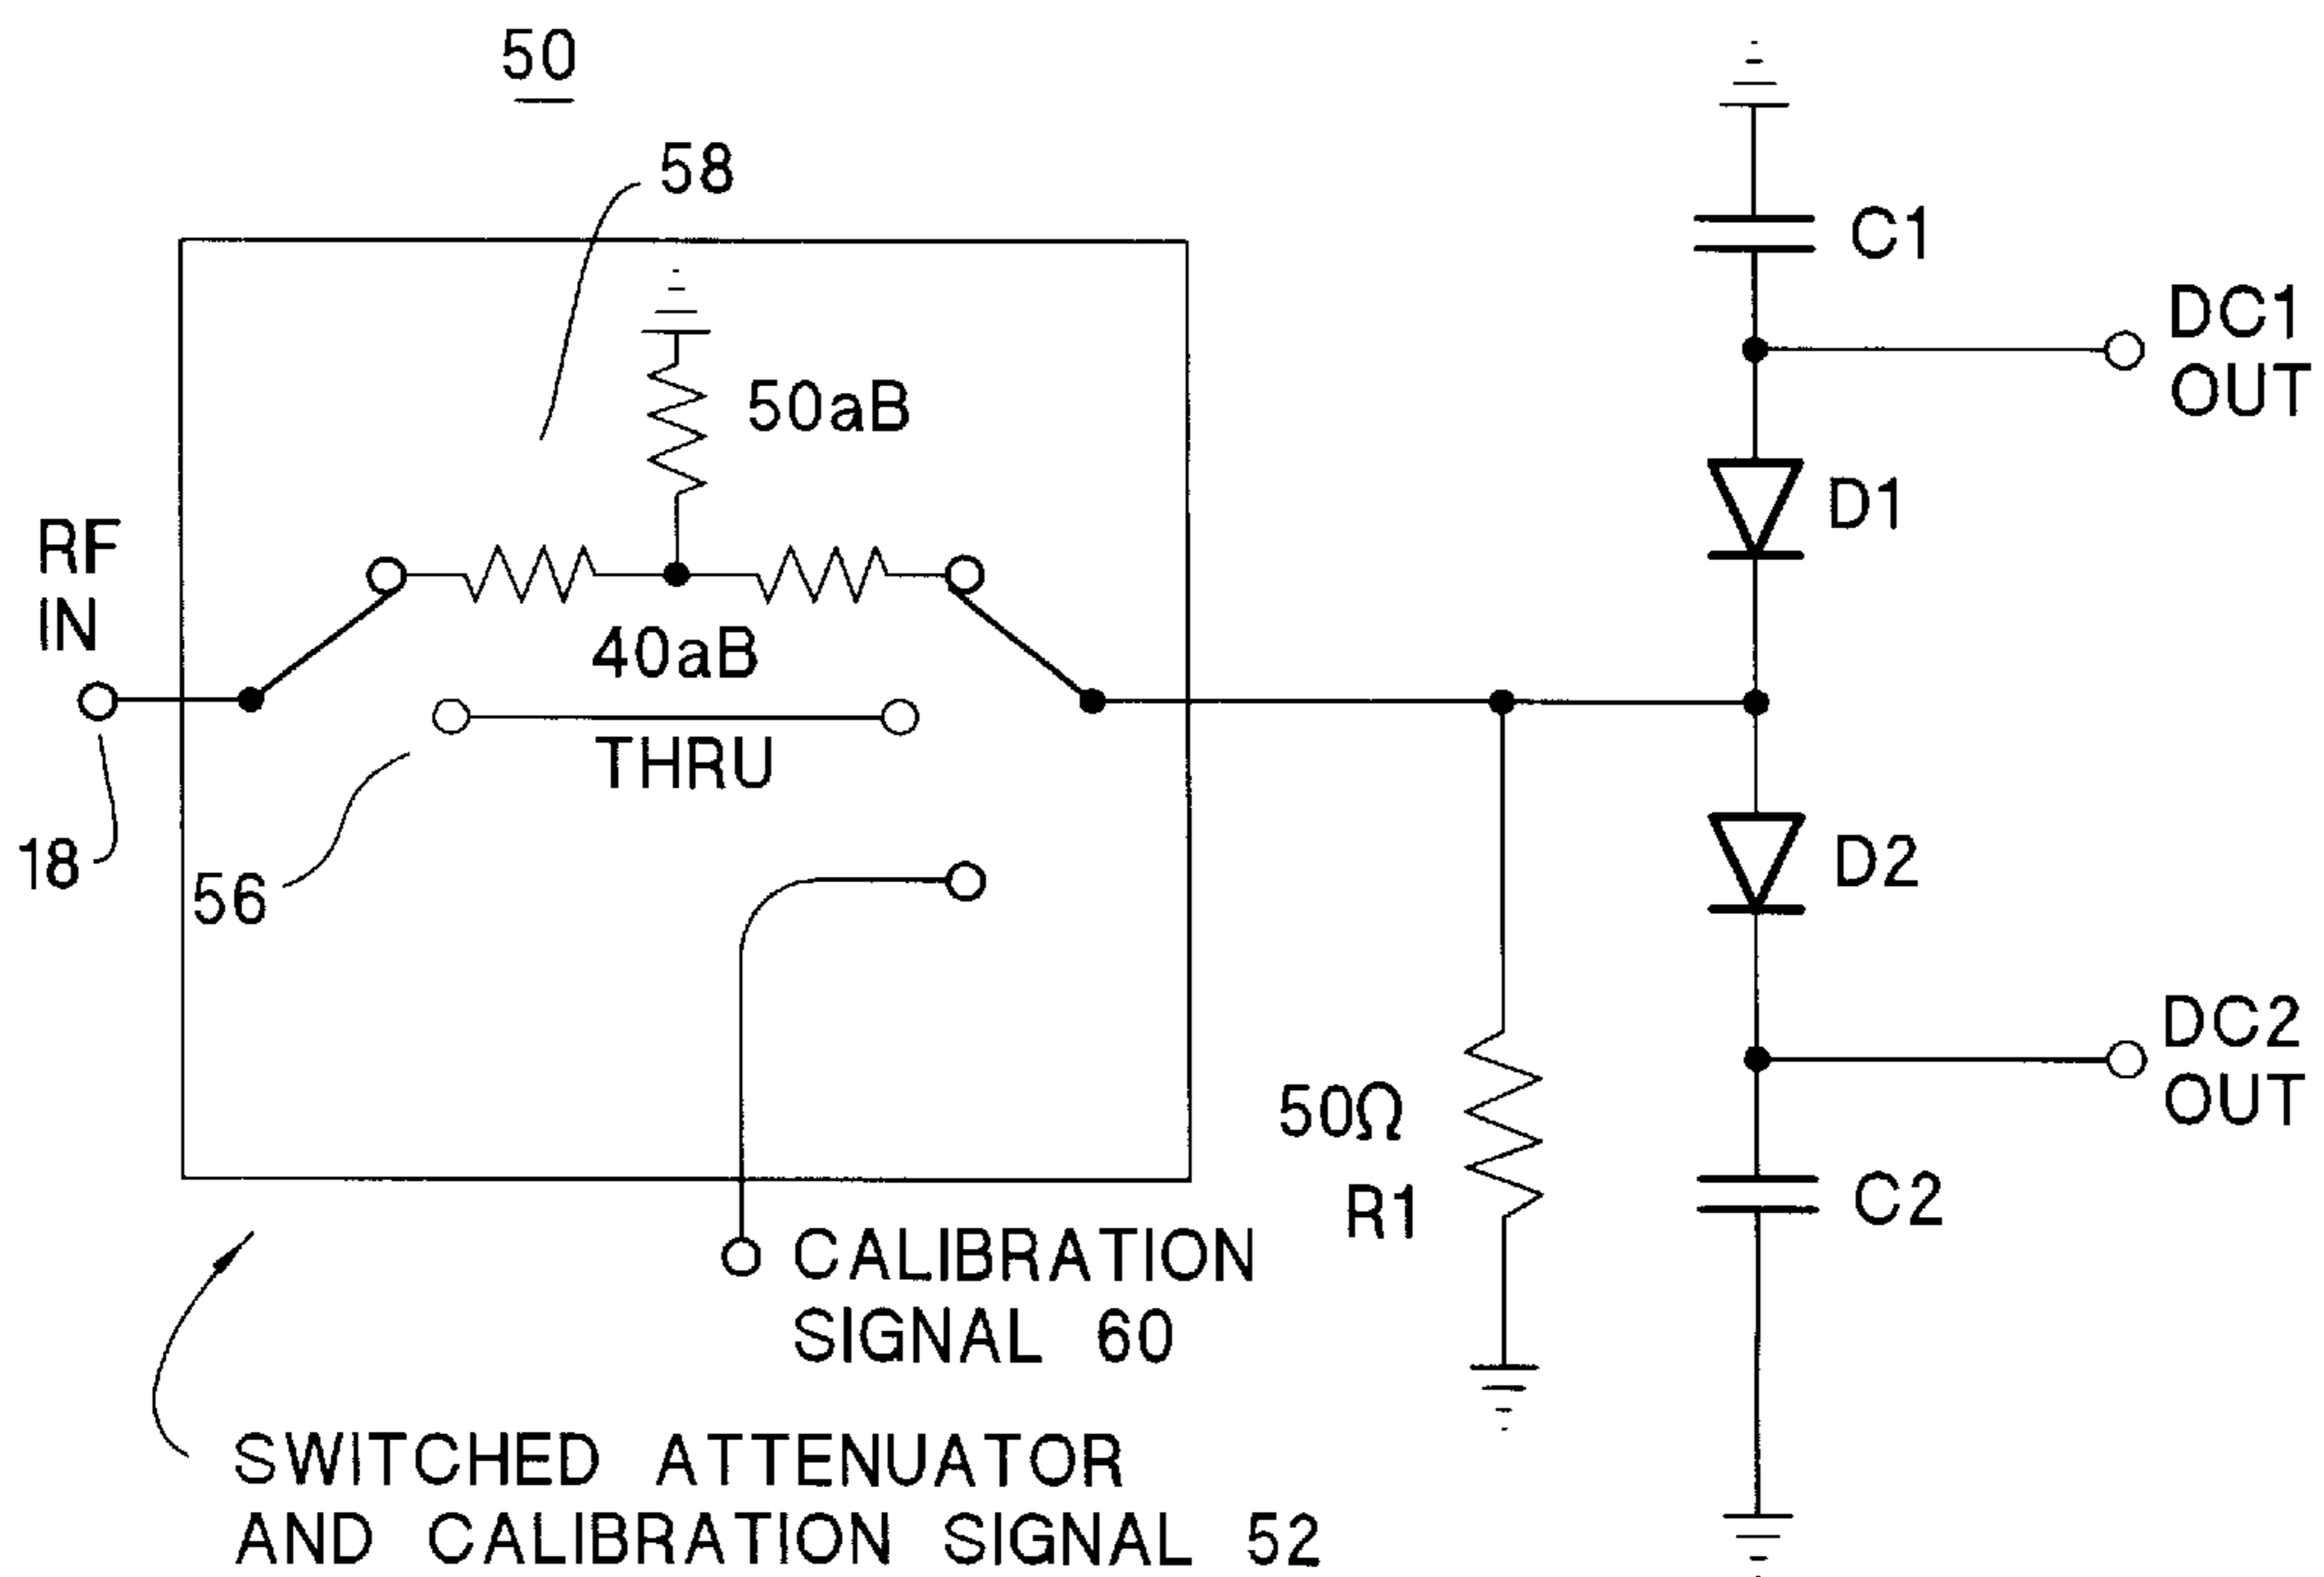 50
58
C1
DC1
OUT
50aB
D1
RF
IN
40aB
THRU
18
56
D2
DC2
OUT
50Ω
R1
C2
CALIBRATION
SIGNAL 60
SWITCHED ATTENUATOR
AND CALIBRATION SIGNAL 52